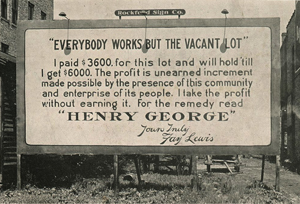 Rockford Sign Co.
"EVERYBODY WORKS BUT THE VACANT LOT"
I paid $3600. for this lot and will hold 'till
I get $6000. The profit is unearned increment
made possible by the presence of this community
and enterprise of its people. I take the profit
without earning it. For the remedy read
"HENRY GEORGE"
Yours Truly
Fay Lewis